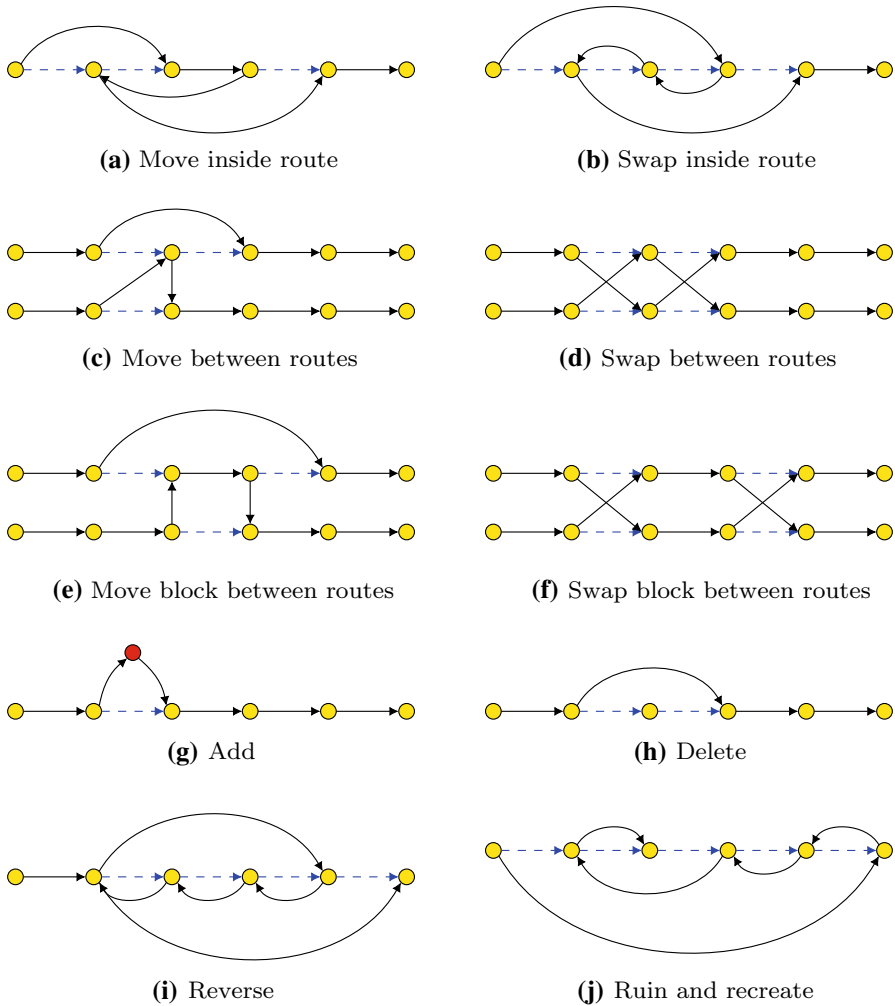 (a) Move inside route
(b) Swap inside route
(c) Move between routes
(d) Swap between routes
(e) Move block between routes
(f) Swap block between routes
(g) Add
(h) Delete
(i) Reverse
(j) Ruin and recreate